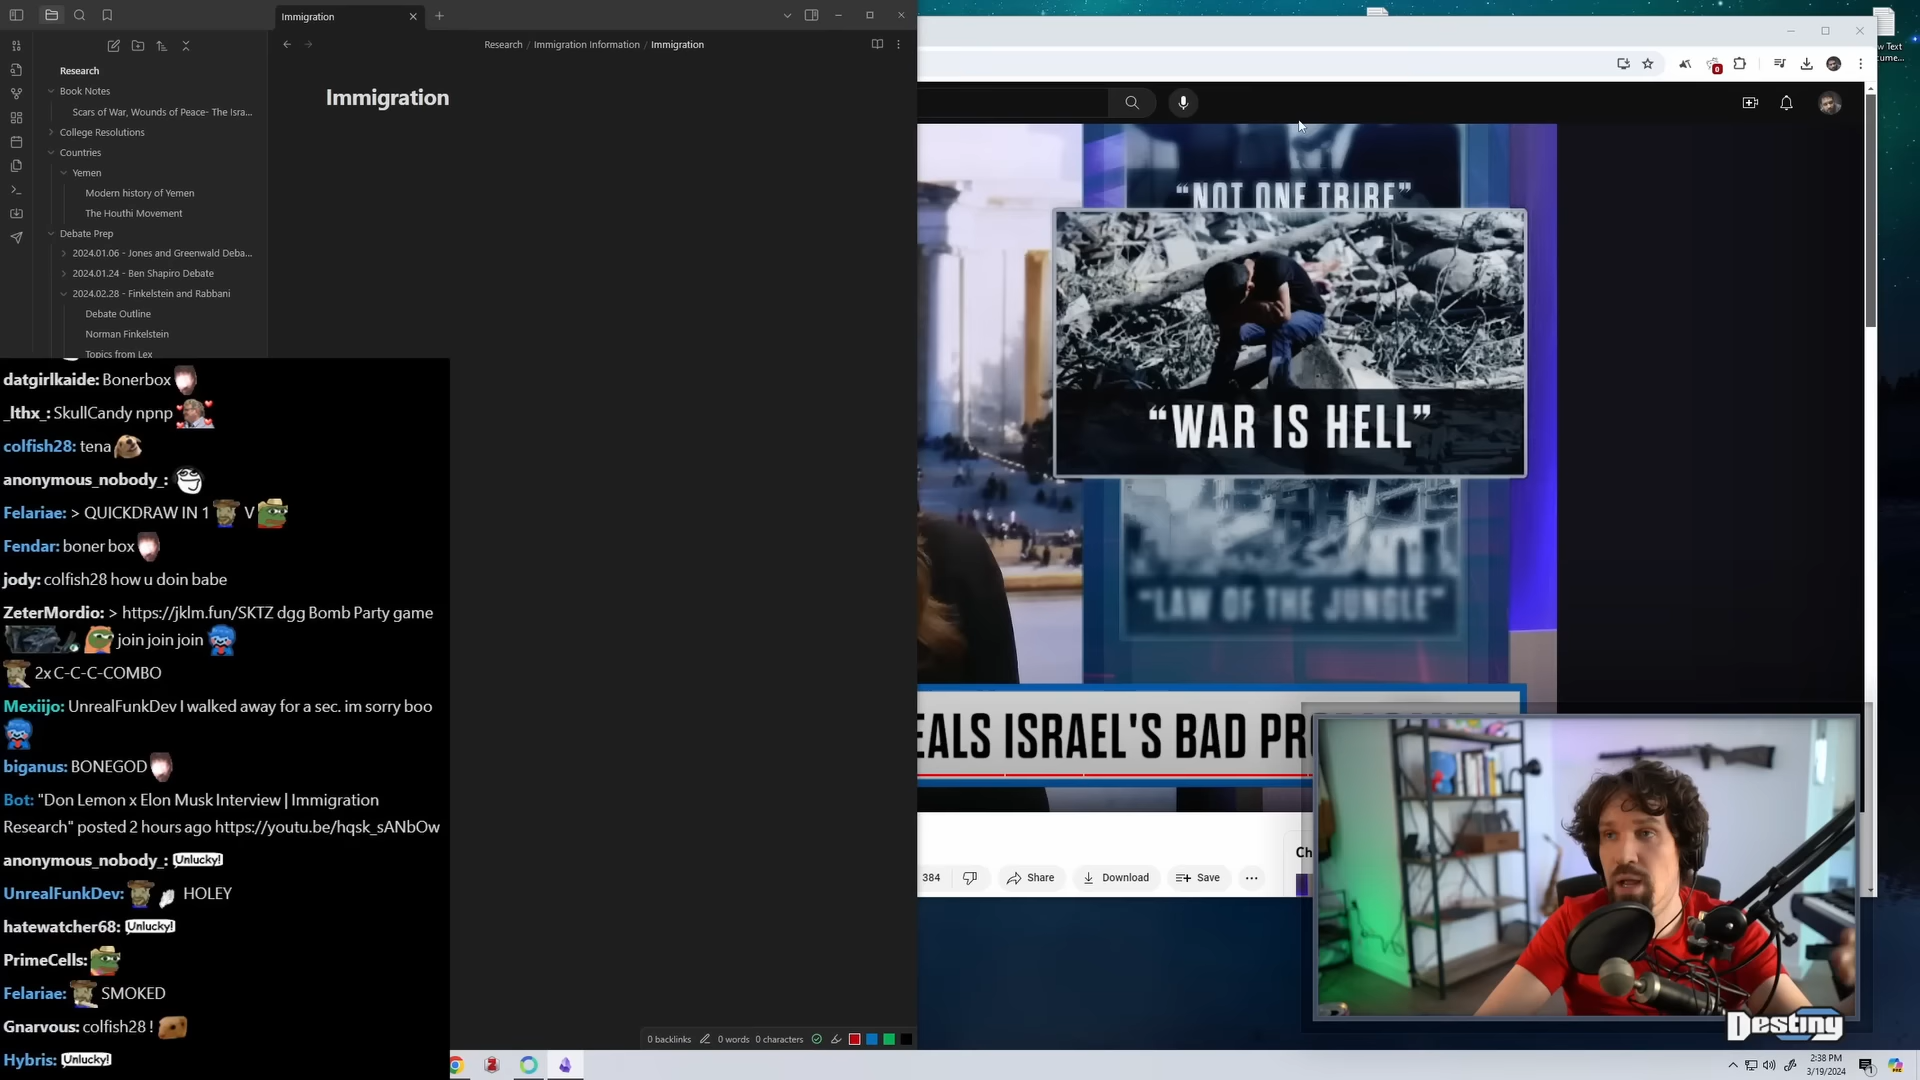 Immigration
Research / Immigration Information / Immigration
Immigration
Research
Book Notes
Scars of War, Wounds of Peace- The Isra...
College Resolutions
Countries
Yemen
Modern history of Yemen
The Houthi Movement
Debate Prep
2024.01.06 - Jones and Greenwald Deba...
2024.01.24 - Ben Shapiro Debate
2024.02.28 - Finkelstein and Rabbani
Debate Outline
Norman Finkelstein
Topics from Lex
datgirlkaide: Bonerbox
_lthx_: SkullCandy npnp
colfish28: tena
anonymous_nobody_:
Felariae: > QUICKDRAW IN 1 V
Fendar: boner box
jody: colfish28 how u doin babe
ZeterMordio: > https://jklm.fun/SKTZ dgg Bomb Party game
join join join
2x C-C-C-COMBO
Mexiijo: UnrealFunkDev I walked away for a sec. im sorry boo
biganus: BONEGOD
Bot: "Don Lemon x Elon Musk Interview | Immigration
Research" posted 2 hours ago https://youtu.be/hqsk_sANbOw
anonymous_nobody_: Unlucky!
UnrealFunkDev: HOLEY
hatewatcher68: Unlucky!
PrimeCells:
Felariae: SMOKED
Gnarvous: colfish28 !
Hybris: Unlucky!
0 backlinks 0 words 0 characters
"NOT ONE TRIBE"
"WAR IS HELL"
"LAW OF THE JUNGLE"
EALS ISRAEL'S BAD PR
384 Share Download Save
Ch
0
w Text
cume...
Destiny
2:38 PM
3/19/2024
1